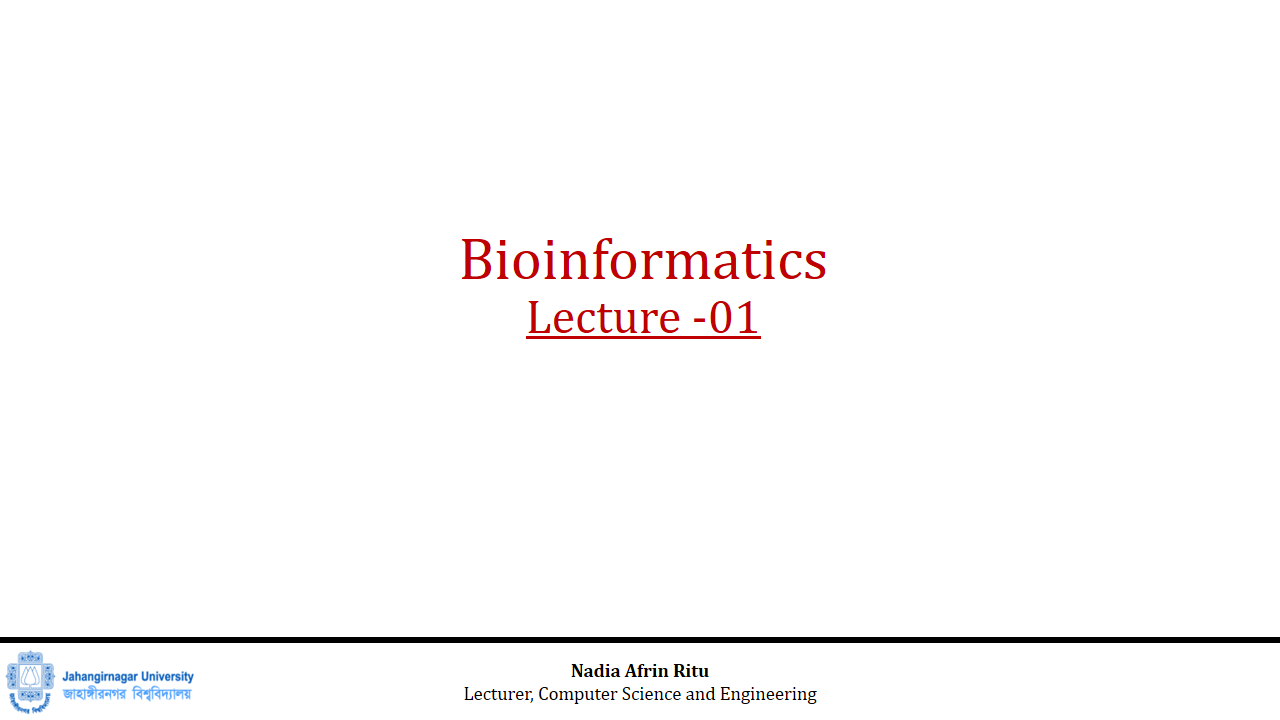 Bioinformatics
Lecture -01
Jahangirnagar University
জাহাঙ্গীরনগর বিশ্ববিদ্যালয়
Nadia Afrin Ritu
Lecturer, Computer Science and Engineering